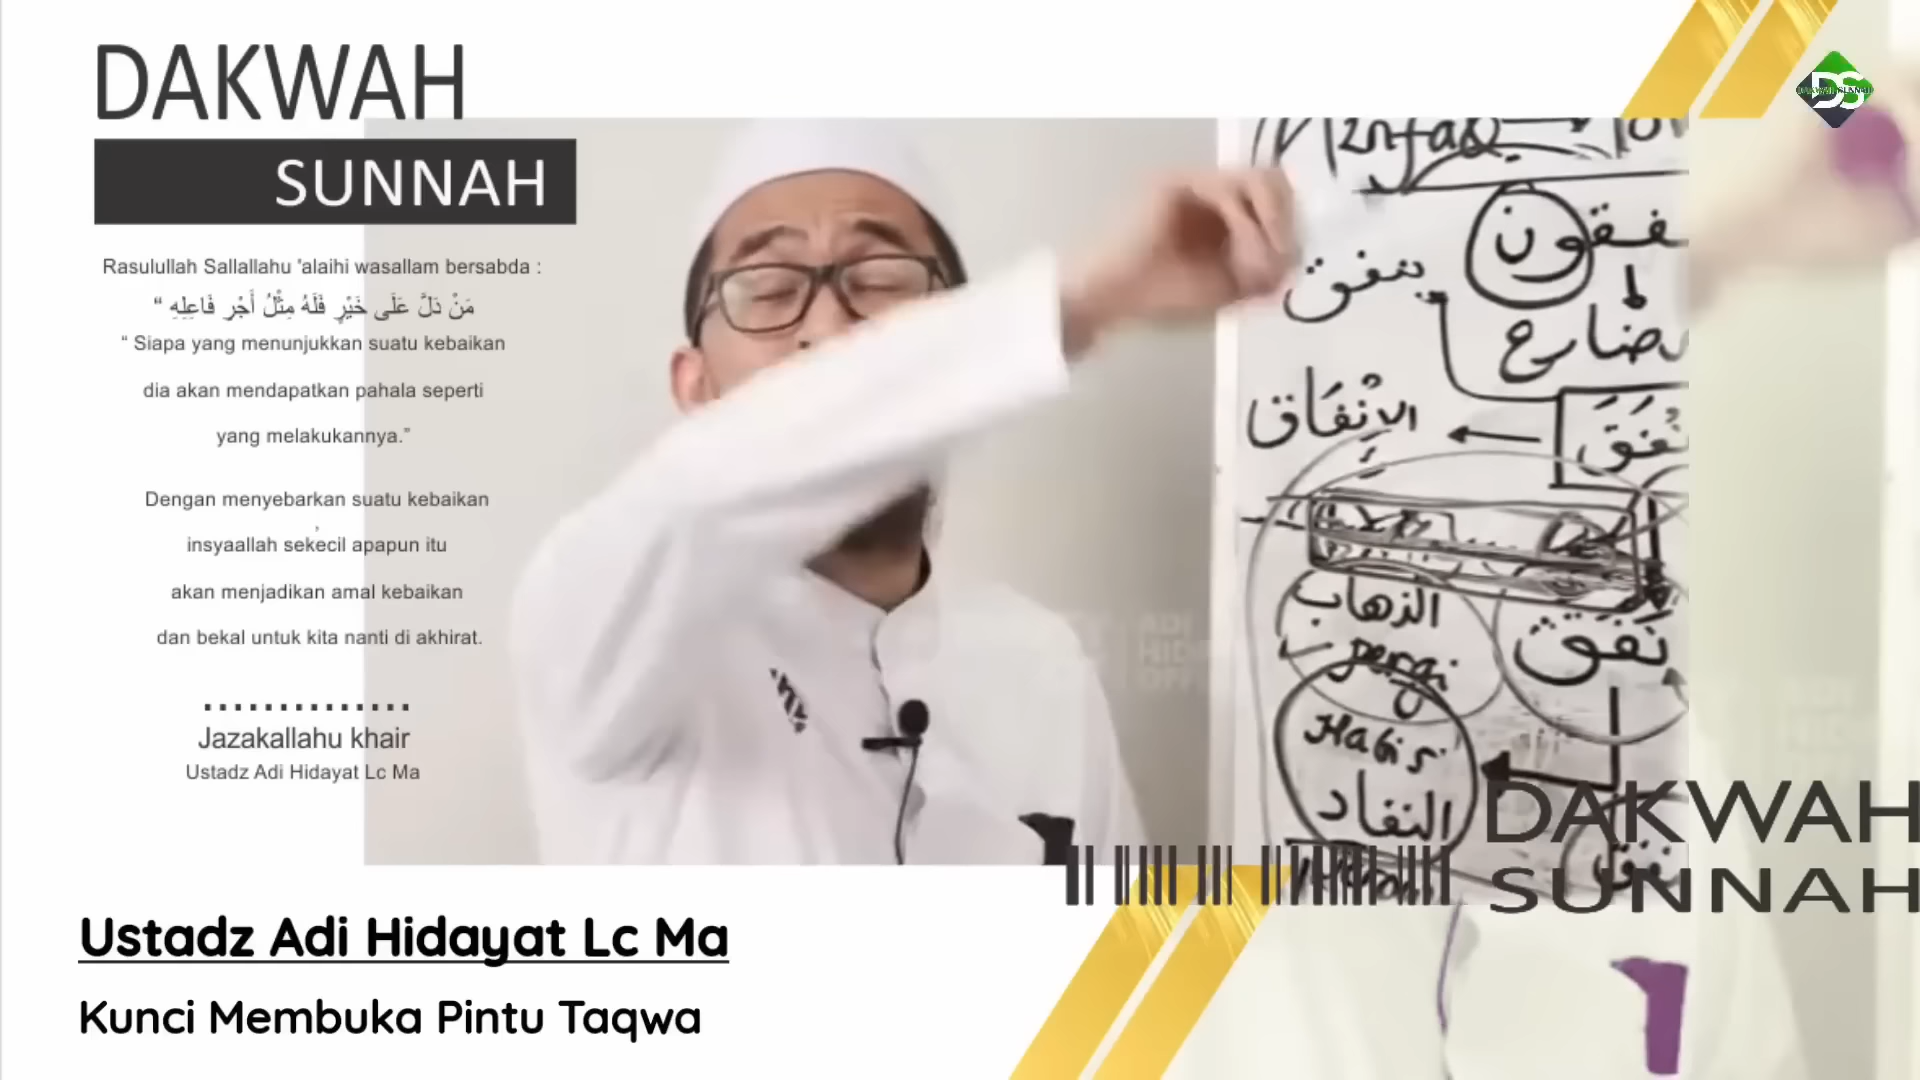 DAKWAH
SUNNAH
Rasulullah Sallallahu 'alaihi wasallam bersabda :
“ مَنْ دَلَّ عَلَى خَيْرٍ فَلَهُ مِثْلُ أَجْرِ فَاعِلِهِ
“ Siapa yang menunjukkan suatu kebaikan
dia akan mendapatkan pahala seperti
yang melakukannya.”
Dengan menyebarkan suatu kebaikan
insyaallah sekecil apapun itu
akan menjadikan amal kebaikan
dan bekal untuk kita nanti di akhirat.
Jazakallahu khair
Ustadz Adi Hidayat Lc Ma
ينفق
الإِنْفَاق
الذهاب
pergi
نَفَقَ
Habis
النفاد
DS
DAKWAH
SUNNAH
Ustadz Adi Hidayat Lc Ma
Kunci Membuka Pintu Taqwa